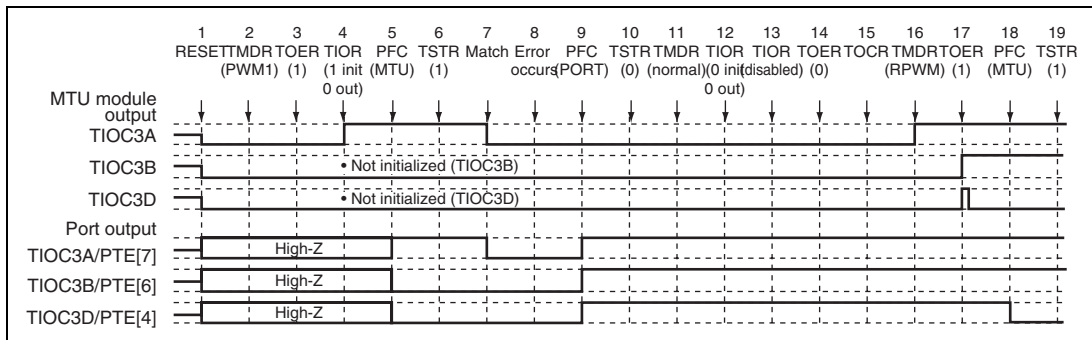 1 2 3 4 5 6 7 8 9 10 11 12 13 14 15 16 17 18 19
RESET TMDR TOER TIOR PFC TSTR Match Error PFC TSTR TMDR TIOR TIOR TOER TOCR TMDR TOER PFC TSTR
(PWM1) (1) (1 init (MTU) (1) occurs (PORT) (0) (normal) (0 init (disabled) (0) (RPWM) (1) (MTU) (1)
0 out) 0 out)
MTU module
output
TIOC3A
TIOC3B • Not initialized (TIOC3B)
TIOC3D • Not initialized (TIOC3D)
Port output
TIOC3A/PTE[7] High-Z
TIOC3B/PTE[6] High-Z
TIOC3D/PTE[4] High-Z